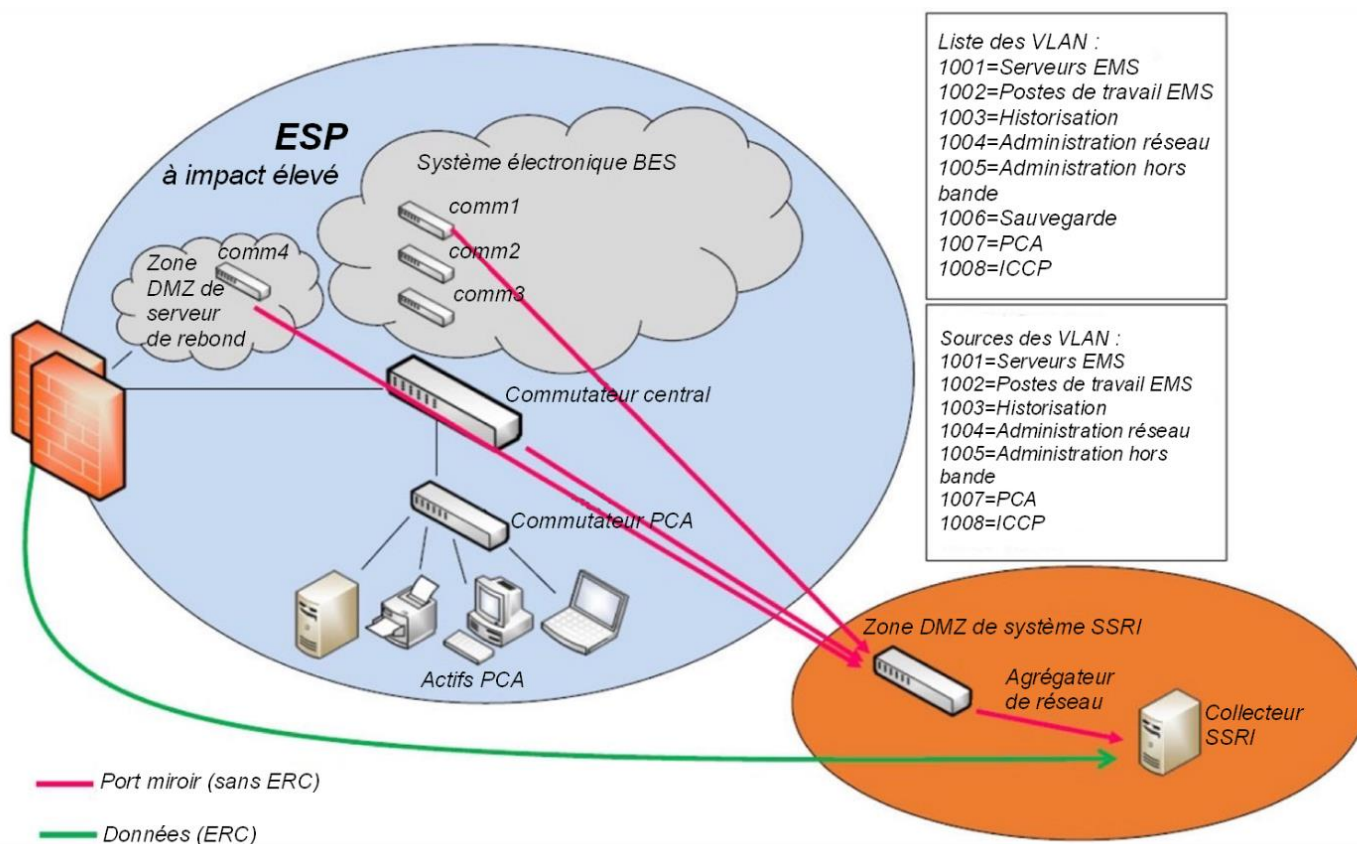 ESP
à impact élevé
Système électronique BES
comm1
comm2
comm3
comm4
Zone
DMZ de
serveur
de rebond
Commutateur central
Commutateur PCA
Actifs PCA
Liste des VLAN :
1001=Serveurs EMS
1002=Postes de travail EMS
1003=Historisation
1004=Administration réseau
1005=Administration hors
bande
1006=Sauvegarde
1007=PCA
1008=ICCP
Sources des VLAN :
1001=Serveurs EMS
1002=Postes de travail EMS
1003=Historisation
1004=Administration réseau
1005=Administration hors
bande
1007=PCA
1008=ICCP
Zone DMZ de système SSRI
Agrégateur
de réseau
Collecteur
SSRI
Port miroir (sans ERC)
Données (ERC)